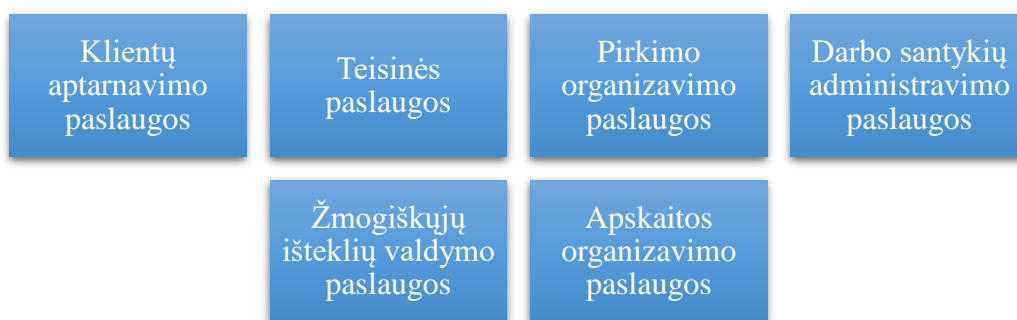 Klientų
aptarnavimo
paslaugos
Teisinės
paslaugos
Pirkimo
organizavimo
paslaugos
Darbo santykių
administravimo
paslaugos
Žmogiškųjų
išteklių valdymo
paslaugos
Apskaitos
organizavimo
paslaugos